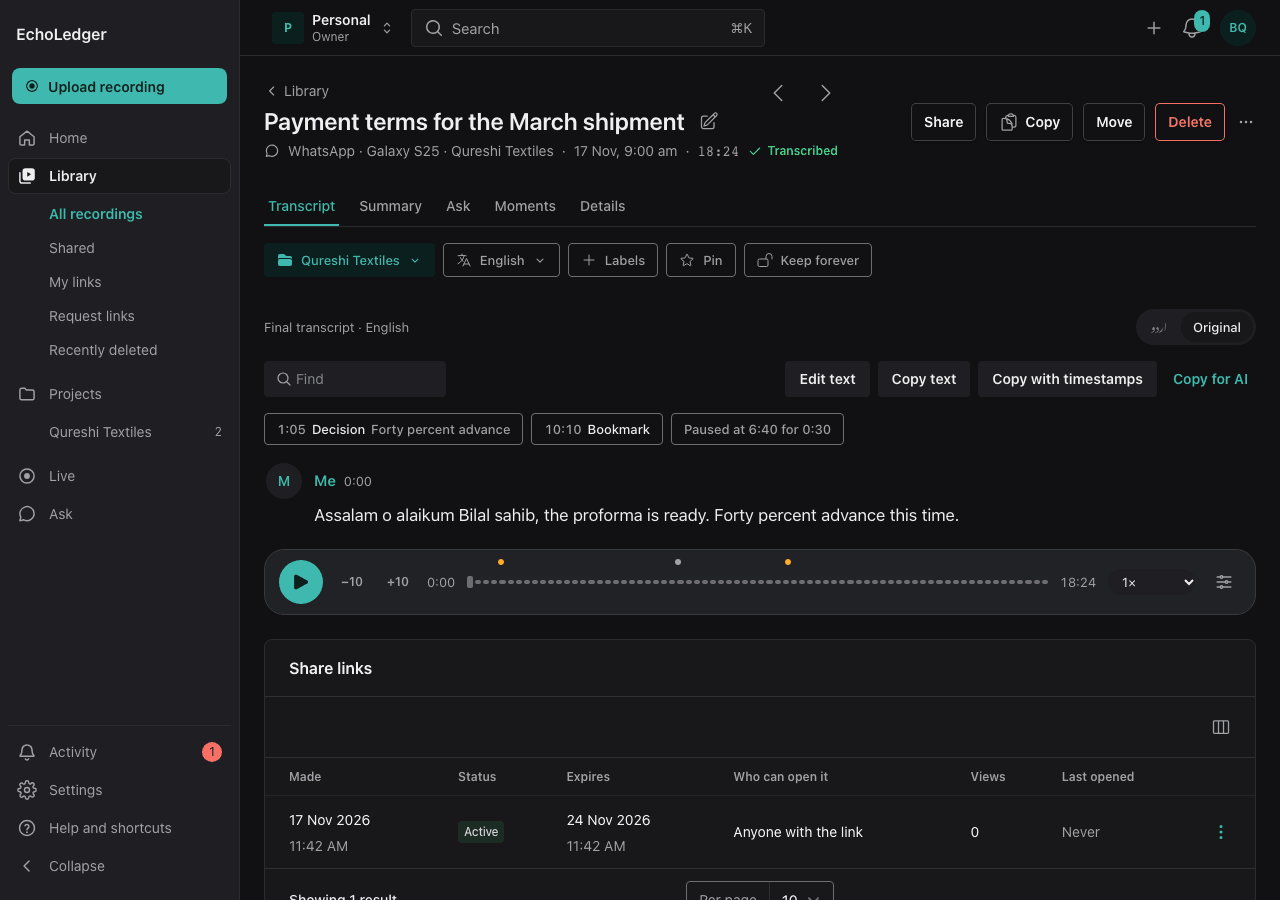 EchoLedger
Upload recording
Home
Library
All recordings
Shared
My links
Request links
Recently deleted
Projects
Qureshi Textiles 2
Live
Ask
Activity 1
Settings
Help and shortcuts
Collapse
P Personal
Owner
Search ⌘K
1
BQ
Library
Payment terms for the March shipment
WhatsApp · Galaxy S25 · Qureshi Textiles · 17 Nov, 9:00 am · 18:24 Transcribed
Share Copy Move Delete
Transcript Summary Ask Moments Details
Qureshi Textiles English Labels Pin Keep forever
Final transcript · English
اردو Original
Find
Edit text Copy text Copy with timestamps Copy for AI
1:05 Decision Forty percent advance 10:10 Bookmark Paused at 6:40 for 0:30
M Me 0:00
Assalam o alaikum Bilal sahib, the proforma is ready. Forty percent advance this time.
−10 +10 0:00 18:24 1×
Share links
Made Status Expires Who can open it Views Last opened
17 Nov 2026 Active 24 Nov 2026 Anyone with the link 0 Never
11:42 AM 11:42 AM
Showing 1 result Per page 10